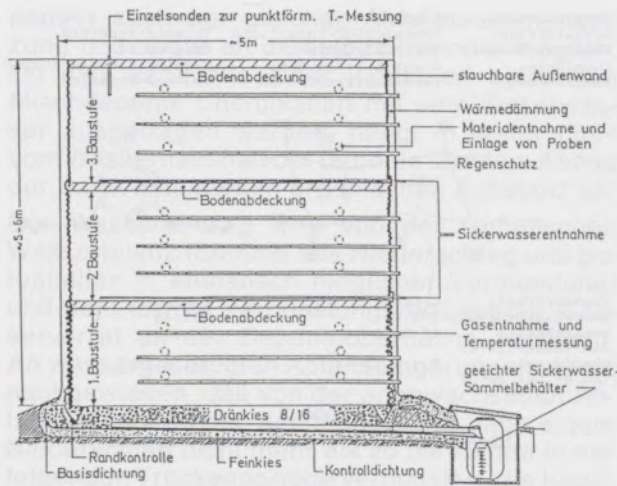 Einzelsonden zur punktförm T.-Messung
5m
Bodenabdeckung
stauchbare Außenwand
Wärmedämmung
Materialentnahme und
Einlage von Proben
Regenschutz
3. Baustufe
~4,5-6m
Bodenabdeckung
Sickerwasserentnahme
2. Baustufe
Bodenabdeckung
Gasentnahme und
Temperaturmessung
1. Baustufe
geeichter Sickerwasser-
Sammelbehälter
Dränkies 8/16
Randkontrolle
Basisdichtung
Feinkies
Kontrolldichtung